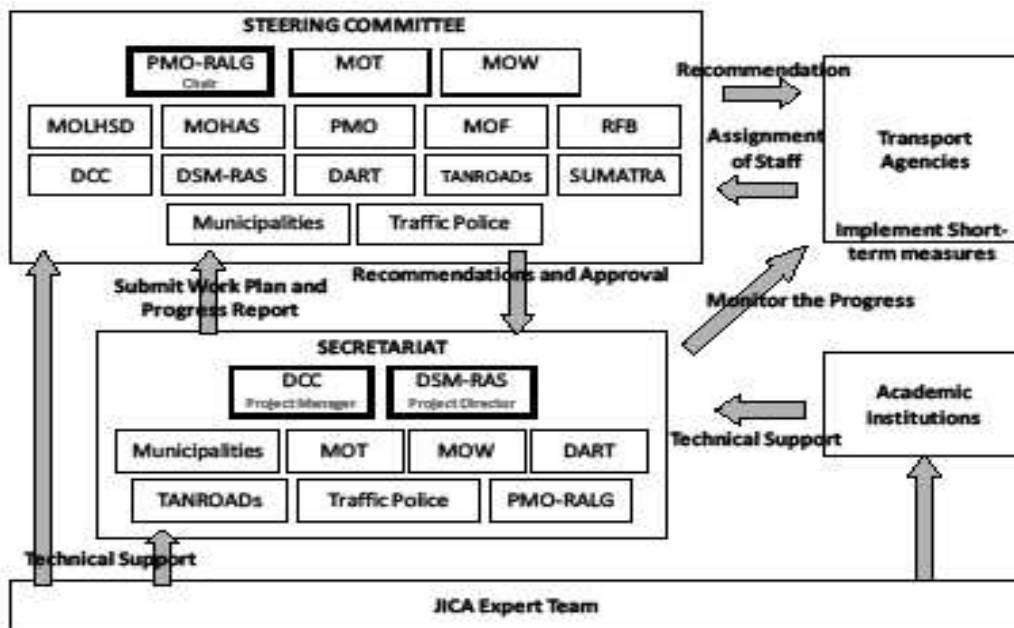 STEERING COMMITTEE
PMO-RALG
Chair
MOT
MOW
MOLHSD
MOHAS
PMO
MOF
RFB
DCC
DSM-RAS
DART
TANROADs
SUMATRA
Municipalities
Traffic Police
Recommendation
Assignment
of Staff
Transport
Agencies
Implement Short-
term measures
Submit Work Plan and
Progress Report
Recommendations and Approval
Monitor the Progress
SECRETARIAT
DCC
Project Manager
DSM-RAS
Project Director
Municipalities
MOT
MOW
DART
TANROADs
Traffic Police
PMO-RALG
Academic
Institutions
Technical Support
Technical Support
JICA Expert Team